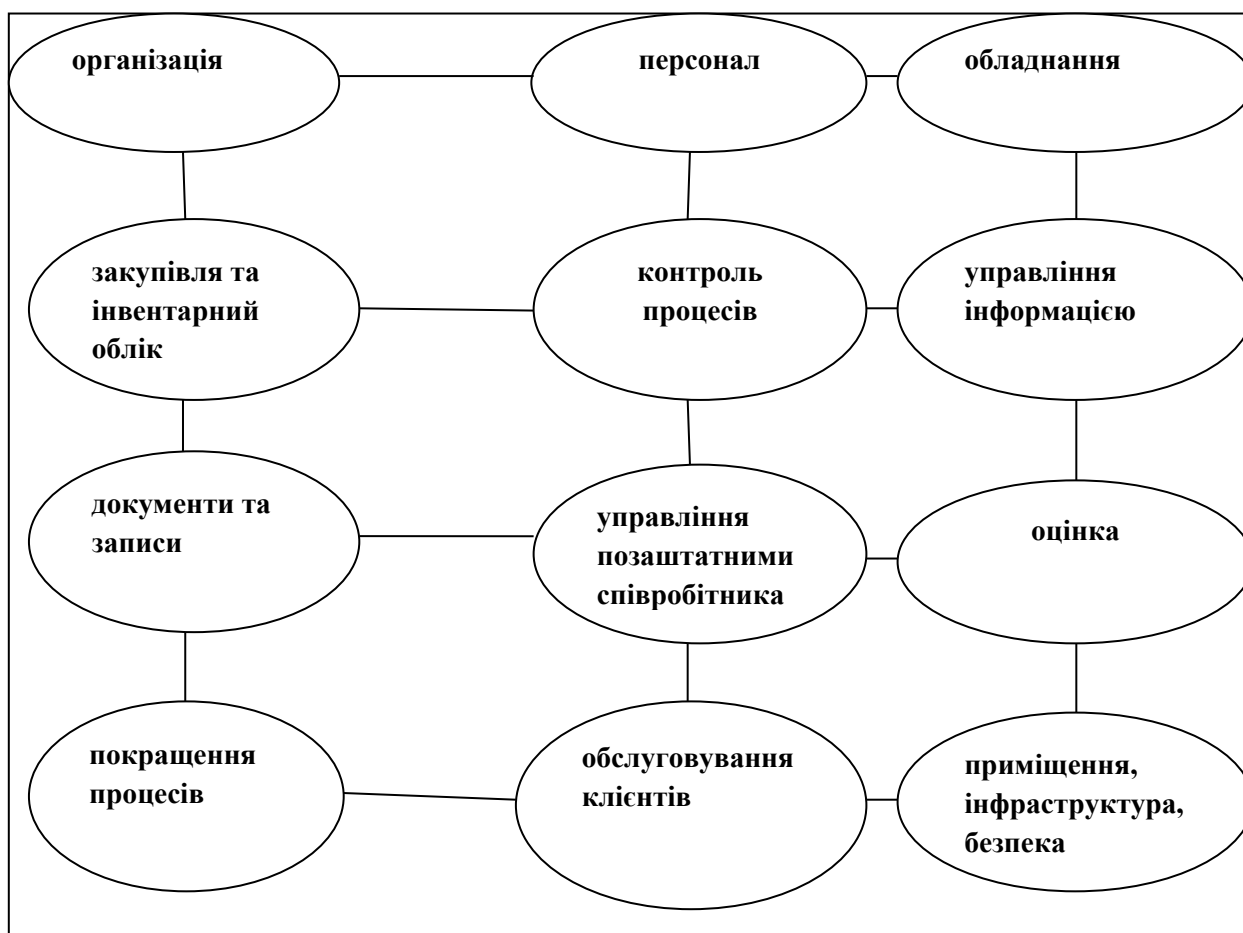 організація
персонал
обладнання
закупівля та
інвентарний
облік
контроль
процесів
управління
інформацією
документи та
записи
управління
позаштатними
співробітника
оцінка
покращення
процесів
обслуговування
клієнтів
приміщення,
інфраструктура,
безпека